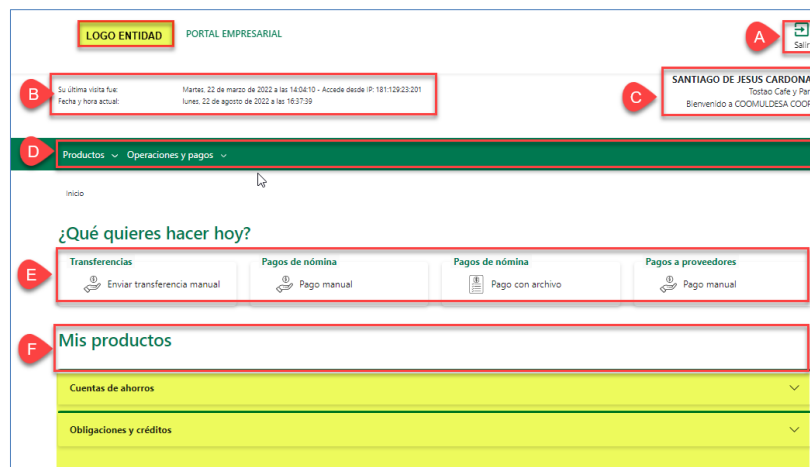 LOGO ENTIDAD
PORTAL EMPRESARIAL
A
Salir
B
Su última visita fue: Martes, 22 de marzo de 2022 a las 14:04:10 - Accede desde IP: 181:129:23:201
Fecha y hora actual: lunes, 22 de agosto de 2022 a las 16:37:39
C
SANTIAGO DE JESUS CARDONA
Tostao Cafe y Pan
Bienvenido a COOMULDESA COOP
D
Productos Operaciones y pagos
Inicio
¿Qué quieres hacer hoy?
E
Transferencias Pagos de nómina Pagos de nómina Pagos a proveedores
Enviar transferencia manual Pago manual Pago con archivo Pago manual
F
Mis productos
Cuentas de ahorros
Obligaciones y créditos